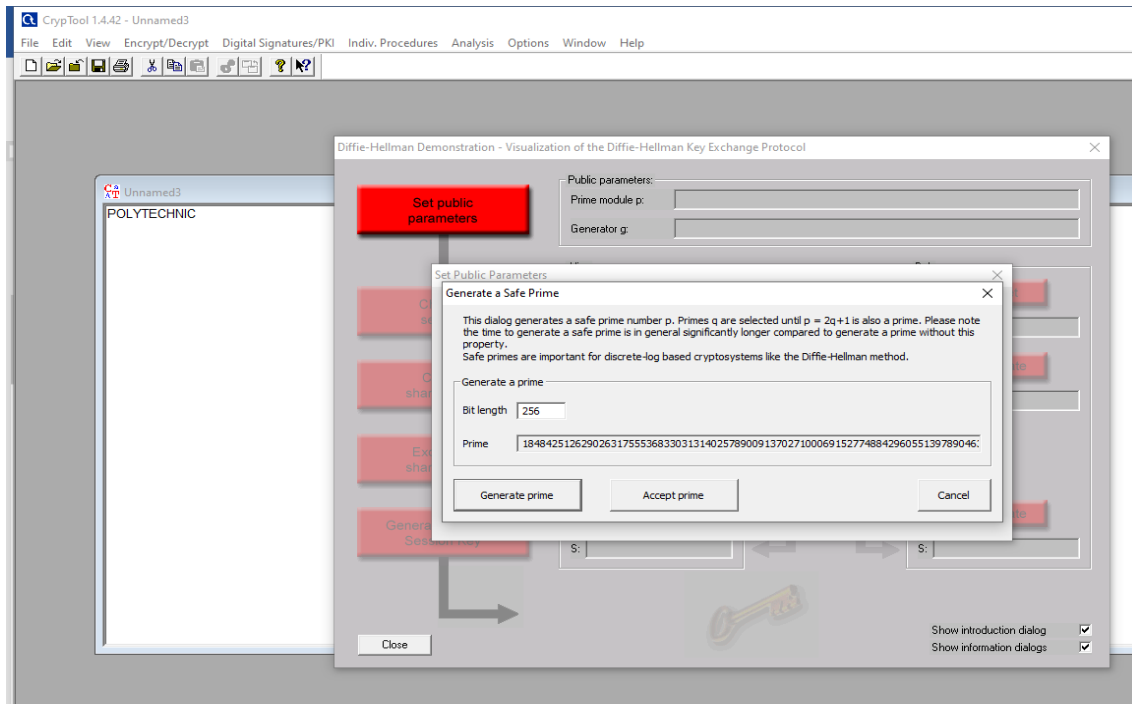 CrypTool 1.4.42 - Unnamed3
File Edit View Encrypt/Decrypt Digital Signatures/PKI Indiv. Procedures Analysis Options Window Help
Diffie-Hellman Demonstration - Visualization of the Diffie-Hellman Key Exchange Protocol
Unnamed3
POLYTECHNIC
Set public
parameters
Public parameters:
Prime module p:
Generator g:
Set Public Parameters
Generate a Safe Prime
This dialog generates a safe prime number p. Primes q are selected until p = 2q+1 is also a prime. Please note
the time to generate a safe prime is in general significantly longer compared to generate a prime without this
property.
Safe primes are important for discrete-log based cryptosystems like the Diffie-Hellman method.
Generate a prime
Bit length 256
Prime
Generate prime Accept prime Cancel
S: S:
Close
Show introduction dialog
Show information dialogs